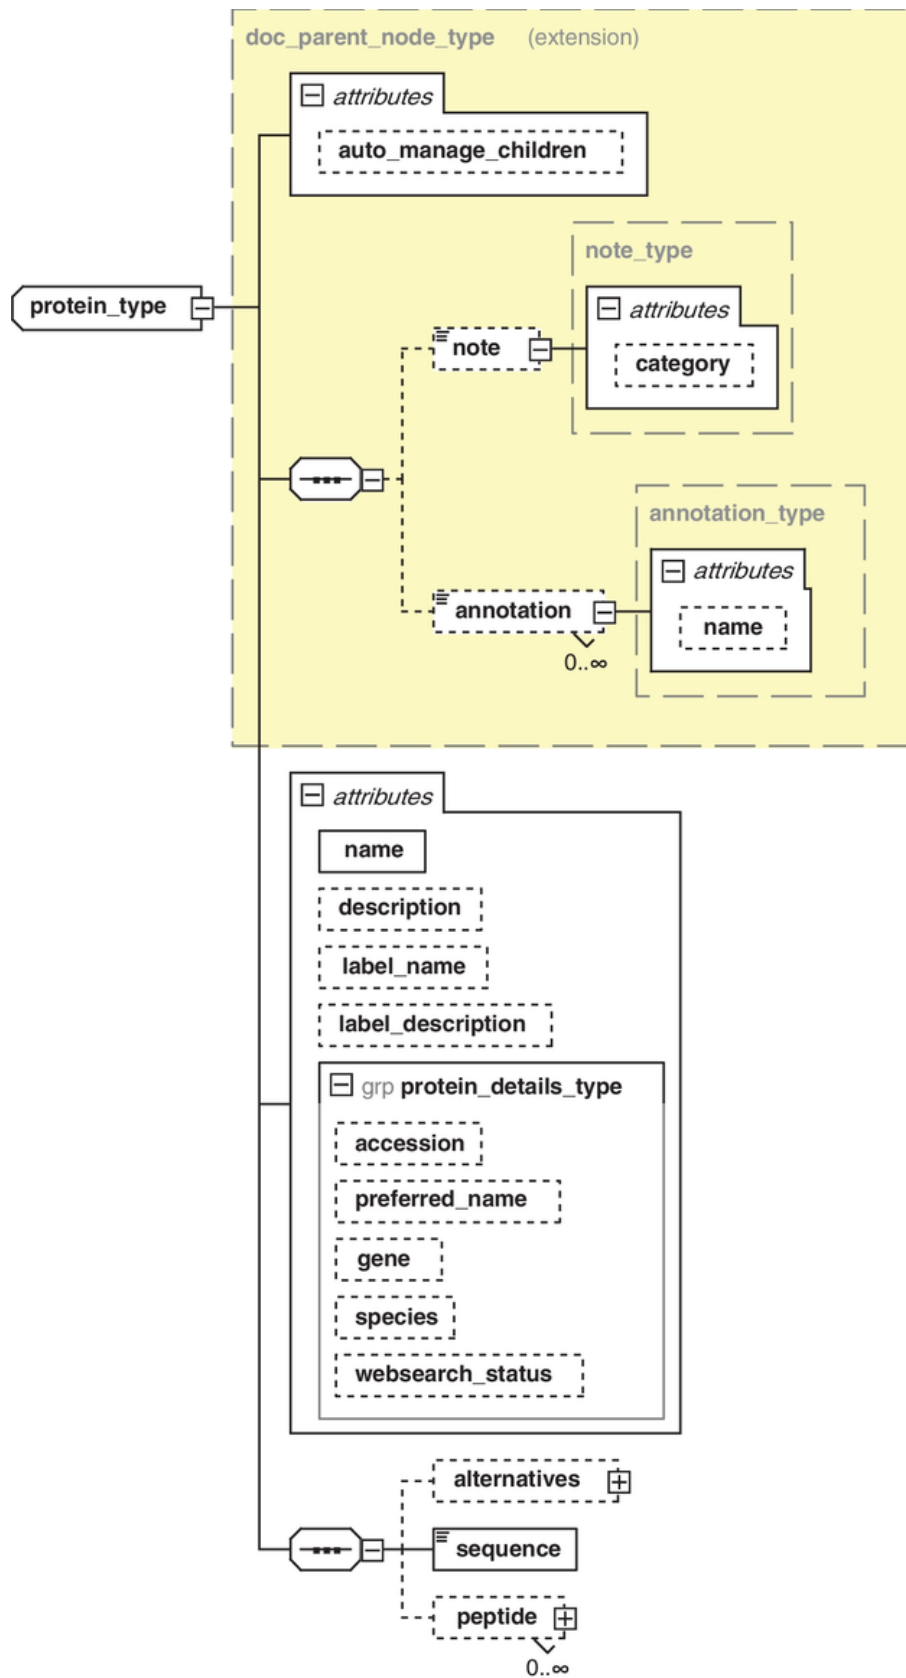 doc_parent_node_type (extension)
attributes
auto_manage_children
note_type
protein_type
attributes
note
category
annotation_type
attributes
annotation
name
0..∞
attributes
name
description
label_name
label_description
grp protein_details_type
accession
preferred_name
gene
species
websearch_status
alternatives
sequence
peptide
0..∞